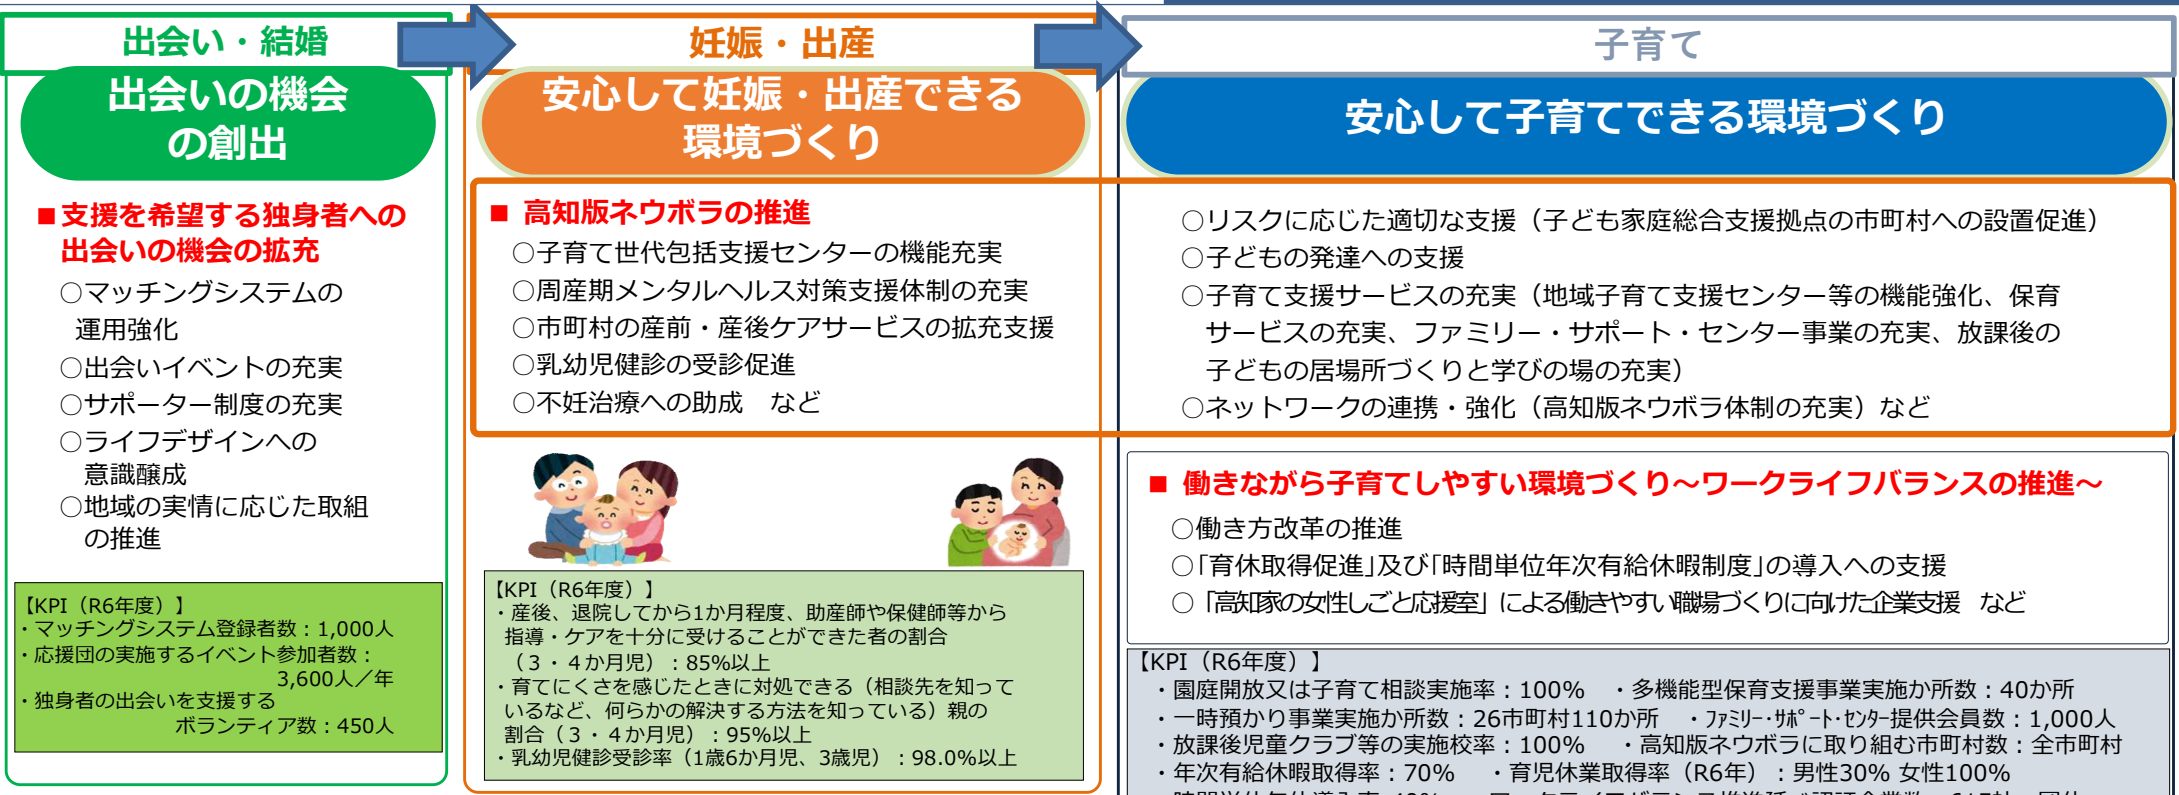 出会い・結婚
出会いの機会
の創出
■支援を希望する独身者への
出会いの機会の拡充
○マッチングシステムの
運用強化
○出会いイベントの充実
○サポーター制度の充実
○ライフデザインへの
意識醸成
○地域の実情に応じた取組
の推進
【KPI（R6年度）】
・マッチングシステム登録者数：1,000人
・応援団の実施するイベント参加者数：
3,600人／年
・独身者の出会いを支援する
ボランティア数：450人
妊娠・出産
安心して妊娠・出産できる
環境づくり
■ 高知版ネウボラの推進
○子育て世代包括支援センターの機能充実
○周産期メンタルヘルス対策支援体制の充実
○市町村の産前・産後ケアサービスの拡充支援
○乳幼児健診の受診促進
○不妊治療への助成　など
【KPI（R6年度）】
・産後、退院してから1か月程度、助産師や保健師等から
指導・ケアを十分に受けることができた者の割合
（３・４か月児）：85%以上
・育てにくさを感じたときに対処できる（相談先を知って
いるなど、何らかの解決する方法を知っている）親の
割合（３・４か月児）：95%以上
・乳幼児健診受診率（1歳6か月児、3歳児）：98.0%以上
子育て
安心して子育てできる環境づくり
○リスクに応じた適切な支援（子ども家庭総合支援拠点の市町村への設置促進）
○子どもの発達への支援
○子育て支援サービスの充実（地域子育て支援センター等の機能強化、保育
サービスの充実、ファミリー・サポート・センター事業の充実、放課後の
子どもの居場所づくりと学びの場の充実）
○ネットワークの連携・強化（高知版ネウボラ体制の充実）など
■ 働きながら子育てしやすい環境づくり～ワークライフバランスの推進～
○働き方改革の推進
○「育休取得促進」及び「時間単位年次有給休暇制度」の導入への支援
○「高知家の女性しごと応援室」による働きやすい職場づくりに向けた企業支援　など
【KPI（R6年度）】
・園庭開放又は子育て相談実施率：100%　・多機能型保育支援事業実施か所数：40か所
・一時預かり事業実施か所数：26市町村110か所　・ﾌｧﾐﾘｰ･ｻﾎﾟｰﾄ･ｾﾝﾀｰ提供会員数：1,000人
・放課後児童クラブ等の実施校率：100%　・高知版ネウボラに取り組む市町村数：全市町村
・年次有給休暇取得率：70%　・育児休業取得率（R6年）：男性30% 女性100%